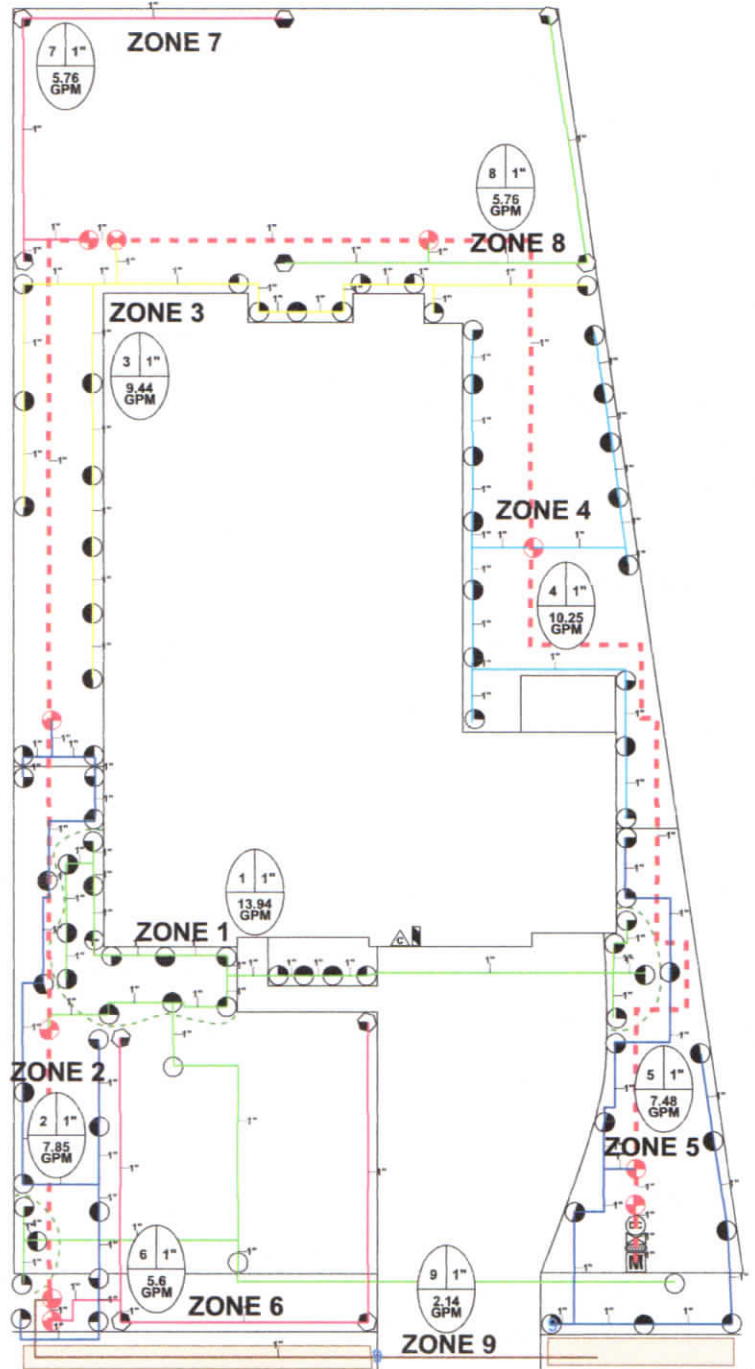 1"
ZONE 7
7 1"
5.76
GPM
8 1"
5.76
GPM
ZONE 8
ZONE 3
3 1"
9.44
GPM
ZONE 4
4 1"
10.25
GPM
1 1"
13.94
GPM
ZONE 1
C
ZONE 2
2 1"
7.85
GPM
5 1"
7.48
GPM
ZONE 5
6 1"
5.6
GPM
ZONE 6
9 1"
2.14
GPM
M
ZONE 9